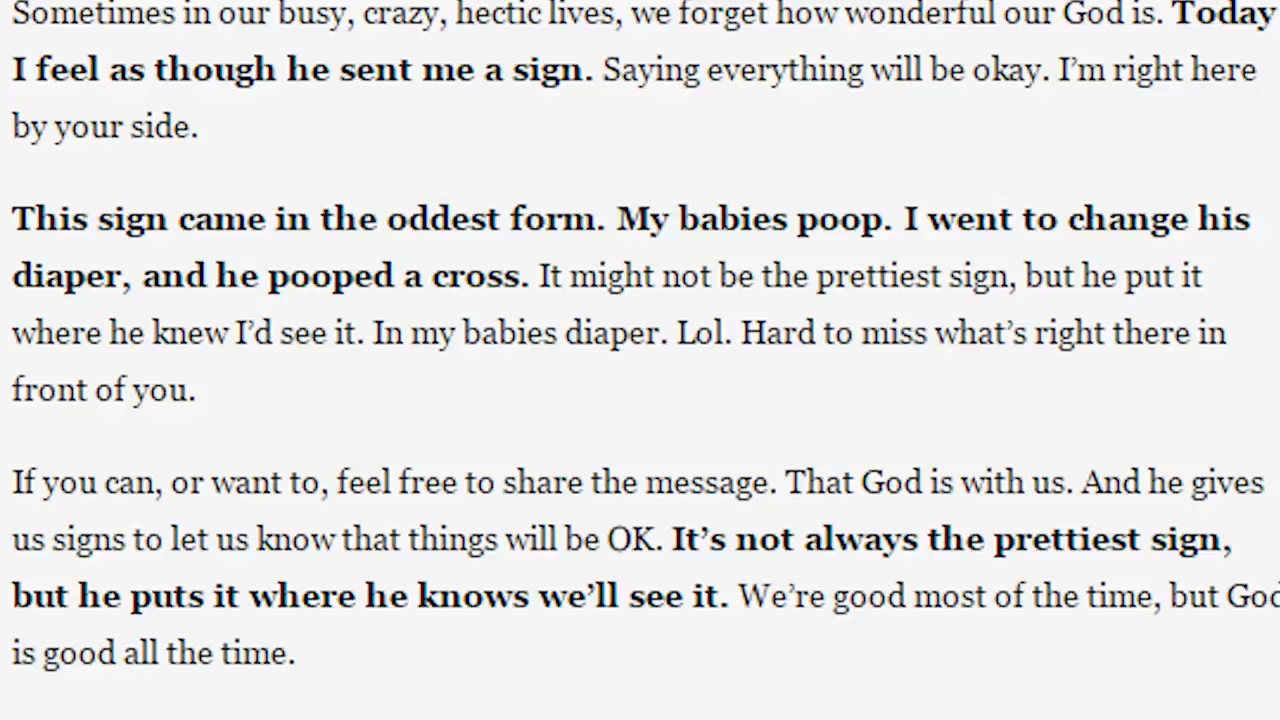 Sometimes in our busy, crazy, hectic lives, we forget how wonderful our God is. Today
I feel as though he sent me a sign. Saying everything will be okay. I’m right here
by your side.
This sign came in the oddest form. My babies poop. I went to change his
diaper, and he pooped a cross. It might not be the prettiest sign, but he put it
where he knew I’d see it. In my babies diaper. Lol. Hard to miss what’s right there in
front of you.
If you can, or want to, feel free to share the message. That God is with us. And he gives
us signs to let us know that things will be OK. It’s not always the prettiest sign,
but he puts it where he knows we’ll see it. We’re good most of the time, but God
is good all the time.